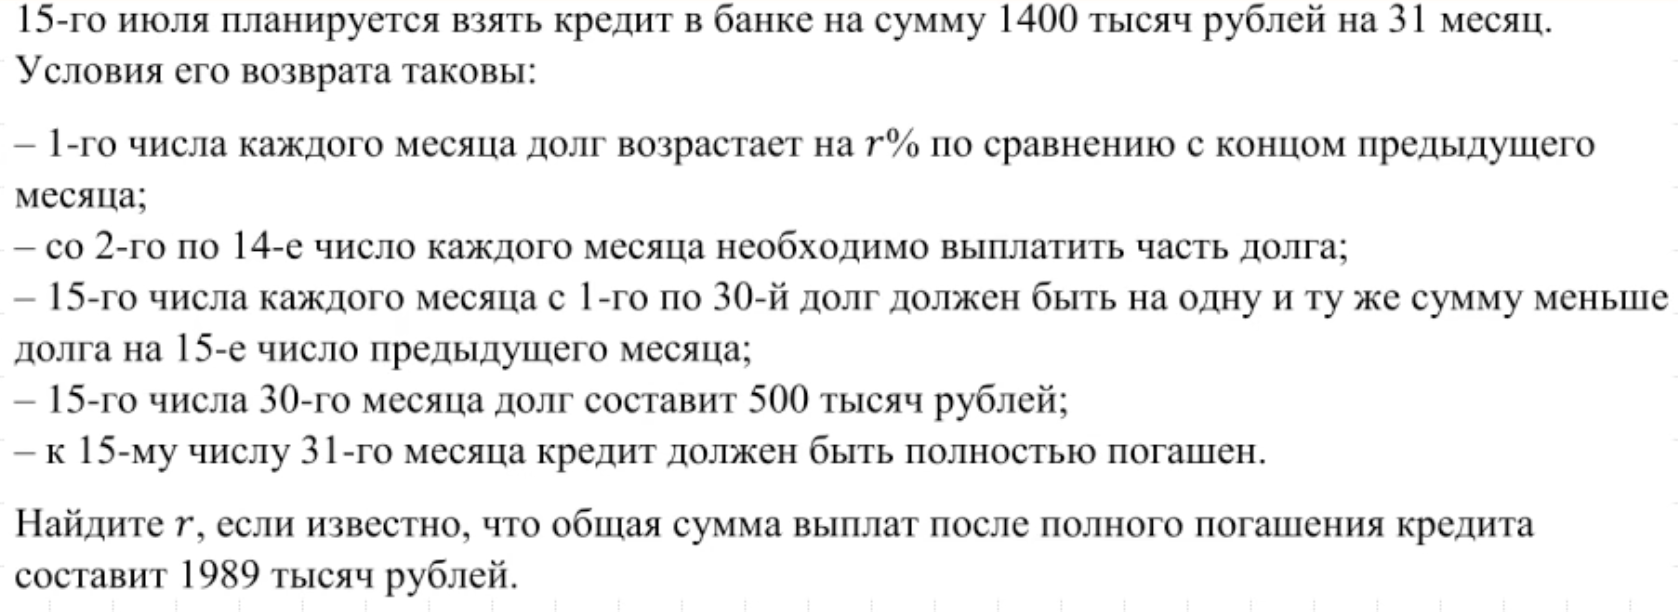 15-го июля планируется взять кредит в банке на сумму 1400 тысяч рублей на 31 месяц.
Условия его возврата таковы:
– 1-го числа каждого месяца долг возрастает на r% по сравнению с концом предыдущего
месяца;
– со 2-го по 14-е число каждого месяца необходимо выплатить часть долга;
– 15-го числа каждого месяца с 1-го по 30-й долг должен быть на одну и ту же сумму меньше
долга на 15-е число предыдущего месяца;
– 15-го числа 30-го месяца долг составит 500 тысяч рублей;
– к 15-му числу 31-го месяца кредит должен быть полностью погашен.
Найдите r, если известно, что общая сумма выплат после полного погашения кредита
составит 1989 тысяч рублей.